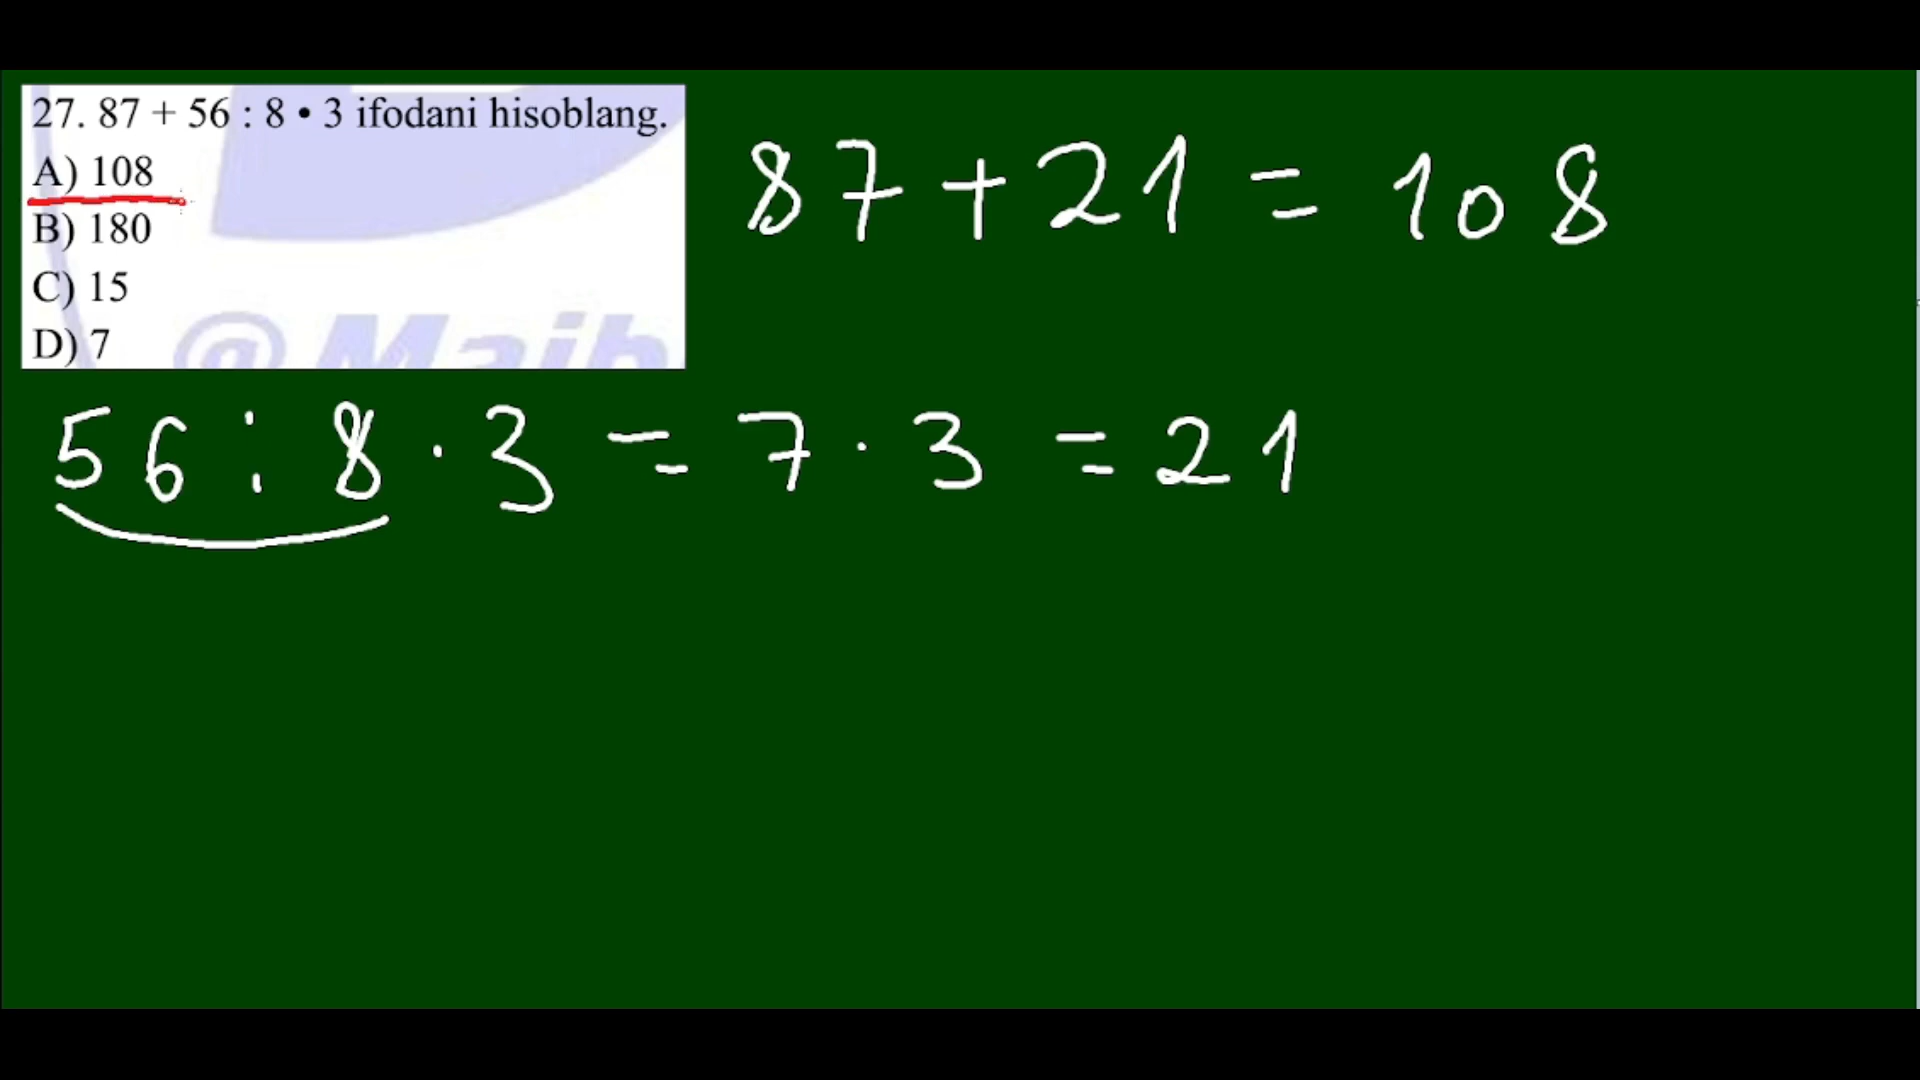 27. 87 + 56 : 8 • 3 ifodani hisoblang.
A) 108
B) 180
C) 15
D) 7
87+21=108
56:8·3=7·3=21